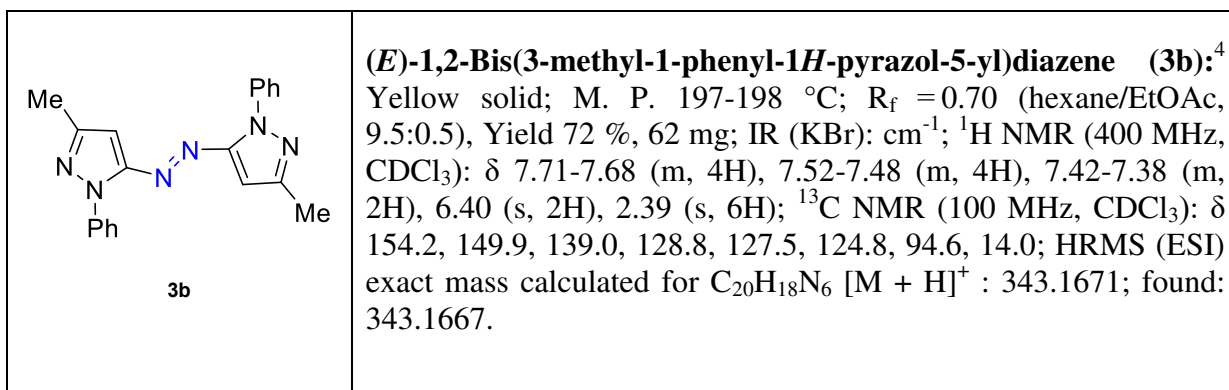 Me
Ph
N
N
N
N
N
N
Ph
Me
3b
(E)-1,2-Bis(3-methyl-1-phenyl-1H-pyrazol-5-yl)diazene (3b):⁴
Yellow solid; M. P. 197-198 °C; R_f =0.70 (hexane/EtOAc,
9.5:0.5), Yield 72 %, 62 mg; IR (KBr): cm⁻¹; ¹H NMR (400 MHz,
CDCl₃): δ 7.71-7.68 (m, 4H), 7.52-7.48 (m, 4H), 7.42-7.38 (m,
2H), 6.40 (s, 2H), 2.39 (s, 6H); ¹³C NMR (100 MHz, CDCl₃): δ
154.2, 149.9, 139.0, 128.8, 127.5, 124.8, 94.6, 14.0; HRMS (ESI)
exact mass calculated for C₂₀H₁₈N₆ [M + H]⁺ : 343.1671; found:
343.1667.